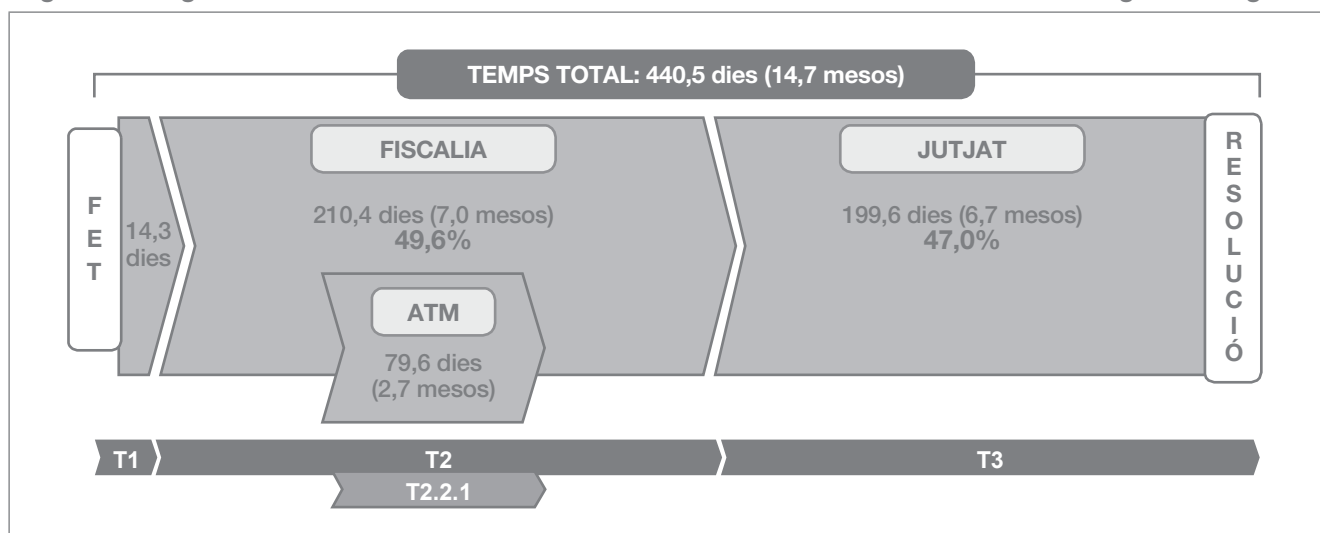 TEMPS TOTAL: 440,5 dies (14,7 mesos)
FET
14,3
dies
FISCALIA
210,4 dies (7,0 mesos)
49,6%
ATM
79,6 dies
(2,7 mesos)
JUTJAT
199,6 dies (6,7 mesos)
47,0%
RESOLUCIÓ
T1
T2
T3
T2.2.1